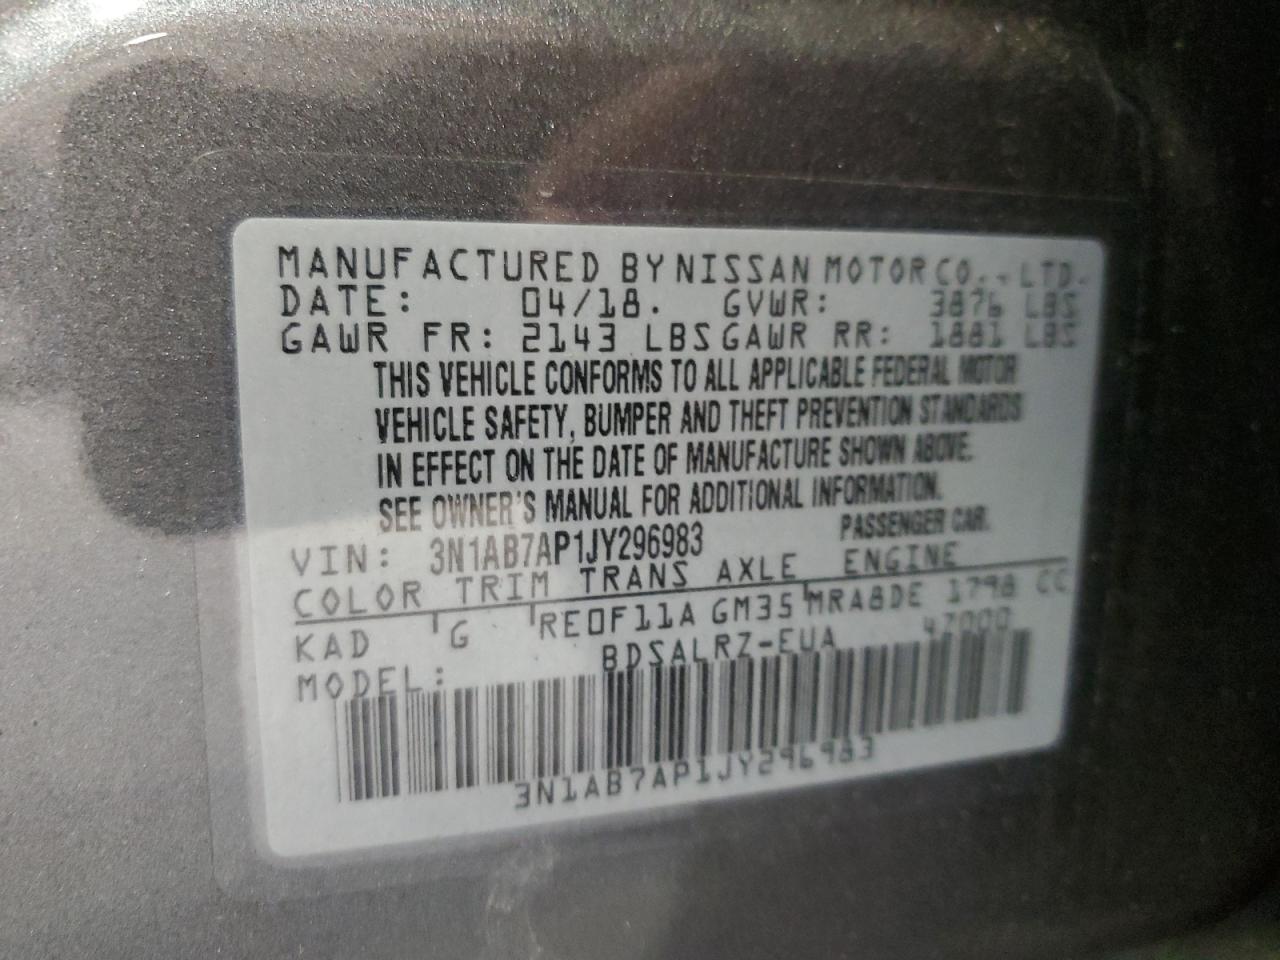 MANUFACTURED BY NISSAN MOTOR CO., LTD.
DATE: 04/18. GVWR: 3876 LBS
GAWR FR: 2143 LBS GAWR RR: 1881 LBS
THIS VEHICLE CONFORMS TO ALL APPLICABLE FEDERAL MOTOR
VEHICLE SAFETY, BUMPER AND THEFT PREVENTION STANDARDS
IN EFFECT ON THE DATE OF MANUFACTURE SHOWN ABOVE.
SEE OWNER'S MANUAL FOR ADDITIONAL INFORMATION.
VIN: 3N1AB7AP1JY296983 PASSENGER CAR.
COLOR TRIM TRANS AXLE ENGINE
KAD G RE0F11A GM35 MRA8DE 1798 CC
MODEL: BDSALRZ-EUA 47000
3N1AB7AP1JY296983